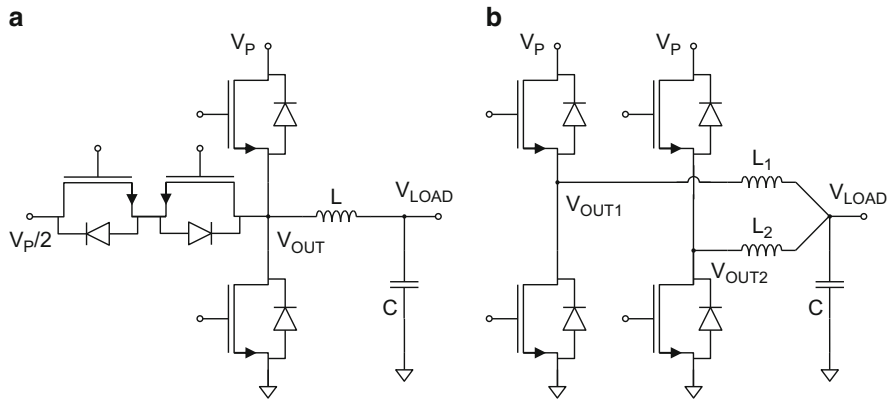 a
V_P
L
V_LOAD
V_P/2
V_OUT
C
b
V_P
V_P
L_1
V_LOAD
V_OUT1
L_2
V_OUT2
C